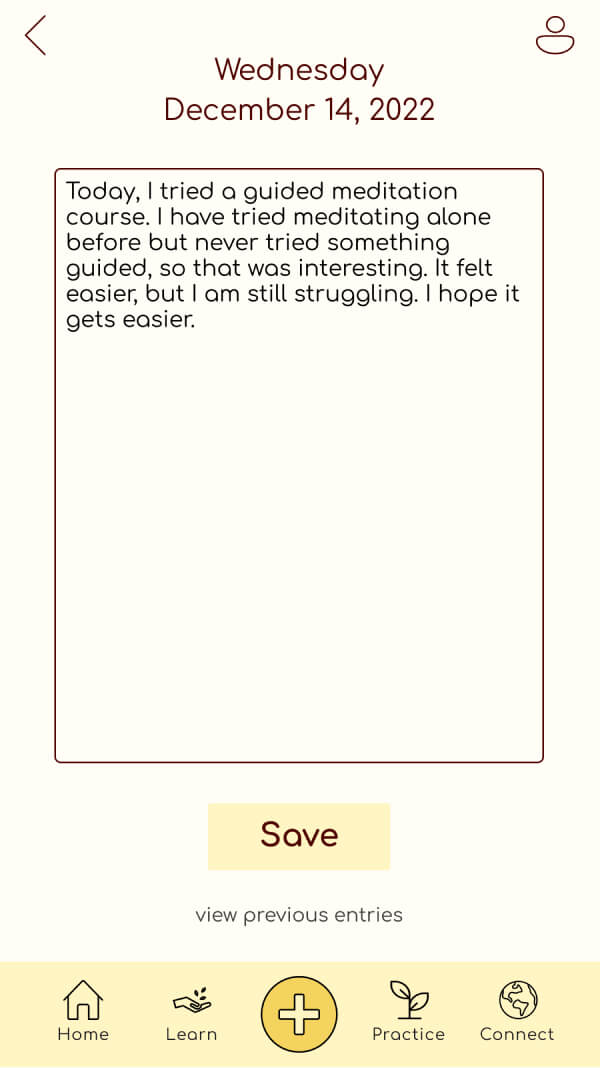 Wednesday
December 14, 2022
Today, I tried a guided meditation
course. I have tried meditating alone
before but never tried something
guided, so that was interesting. It felt
easier, but I am still struggling. I hope it
gets easier.
Save
view previous entries
Home
Learn
Practice
Connect